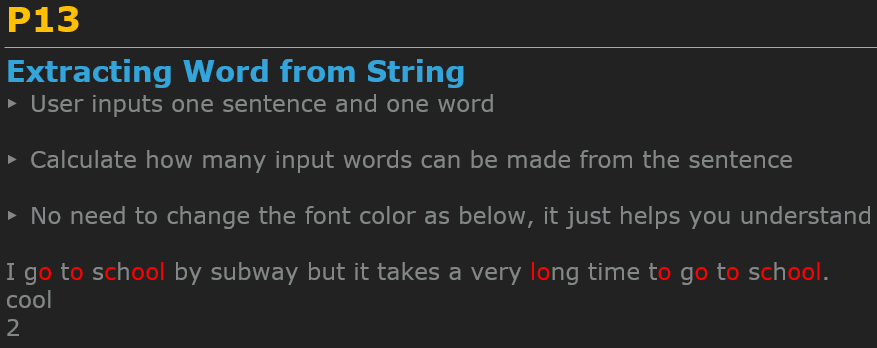 P13
Extracting Word from String
‣ User inputs one sentence and one word
‣ Calculate how many input words can be made from the sentence
‣ No need to change the font color as below, it just helps you understand
I go to school by subway but it takes a very long time to go to school.
cool
2